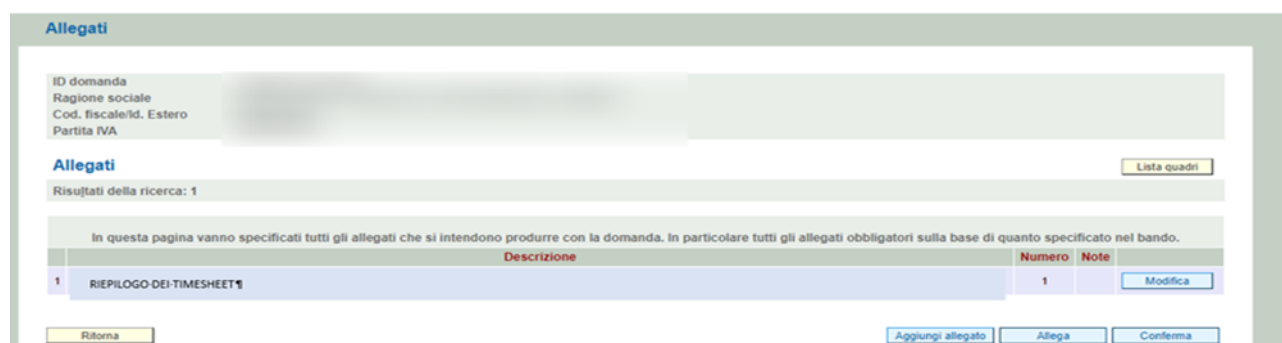 Allegati
ID domanda
Ragione sociale
Cod. fiscale/Id. Estero
Partita IVA
Allegati
Lista quadri
Risultati della ricerca: 1
In questa pagina vanno specificati tutti gli allegati che si intendono produrre con la domanda. In particolare tutti gli allegati obbligatori sulla base di quanto specificato nel bando.
Descrizione Numero Note
1 RIEPILOGO·DEI·TIMESHEET¶ 1 Modifica
Ritorna Aggiungi allegato Allega Conferma